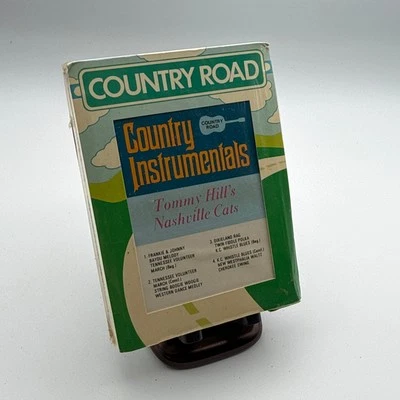 COUNTRY ROAD
COUNTRY
ROAD
Country
Instrumentals
Tommy Hill's
Nashville Cats
1. FRANKIE & JOHNNY
BAYOU MELODY
TENNESSEE VOLUNTEER
MARCH (Beg.)
2. TENNESSEE VOLUNTEER
MARCH (Concl.)
STRING BOOGIE WOOGIE
WESTERN DANCE MEDLEY
3. DIXIELAND RAG
TWIN FIDDLE POLKA
S.C. WHISTLE BLUES (Beg.)
4. S.C. WHISTLE BLUES (Concl.)
NEW WESTPHALIA WALTZ
CHEROKEE SWING